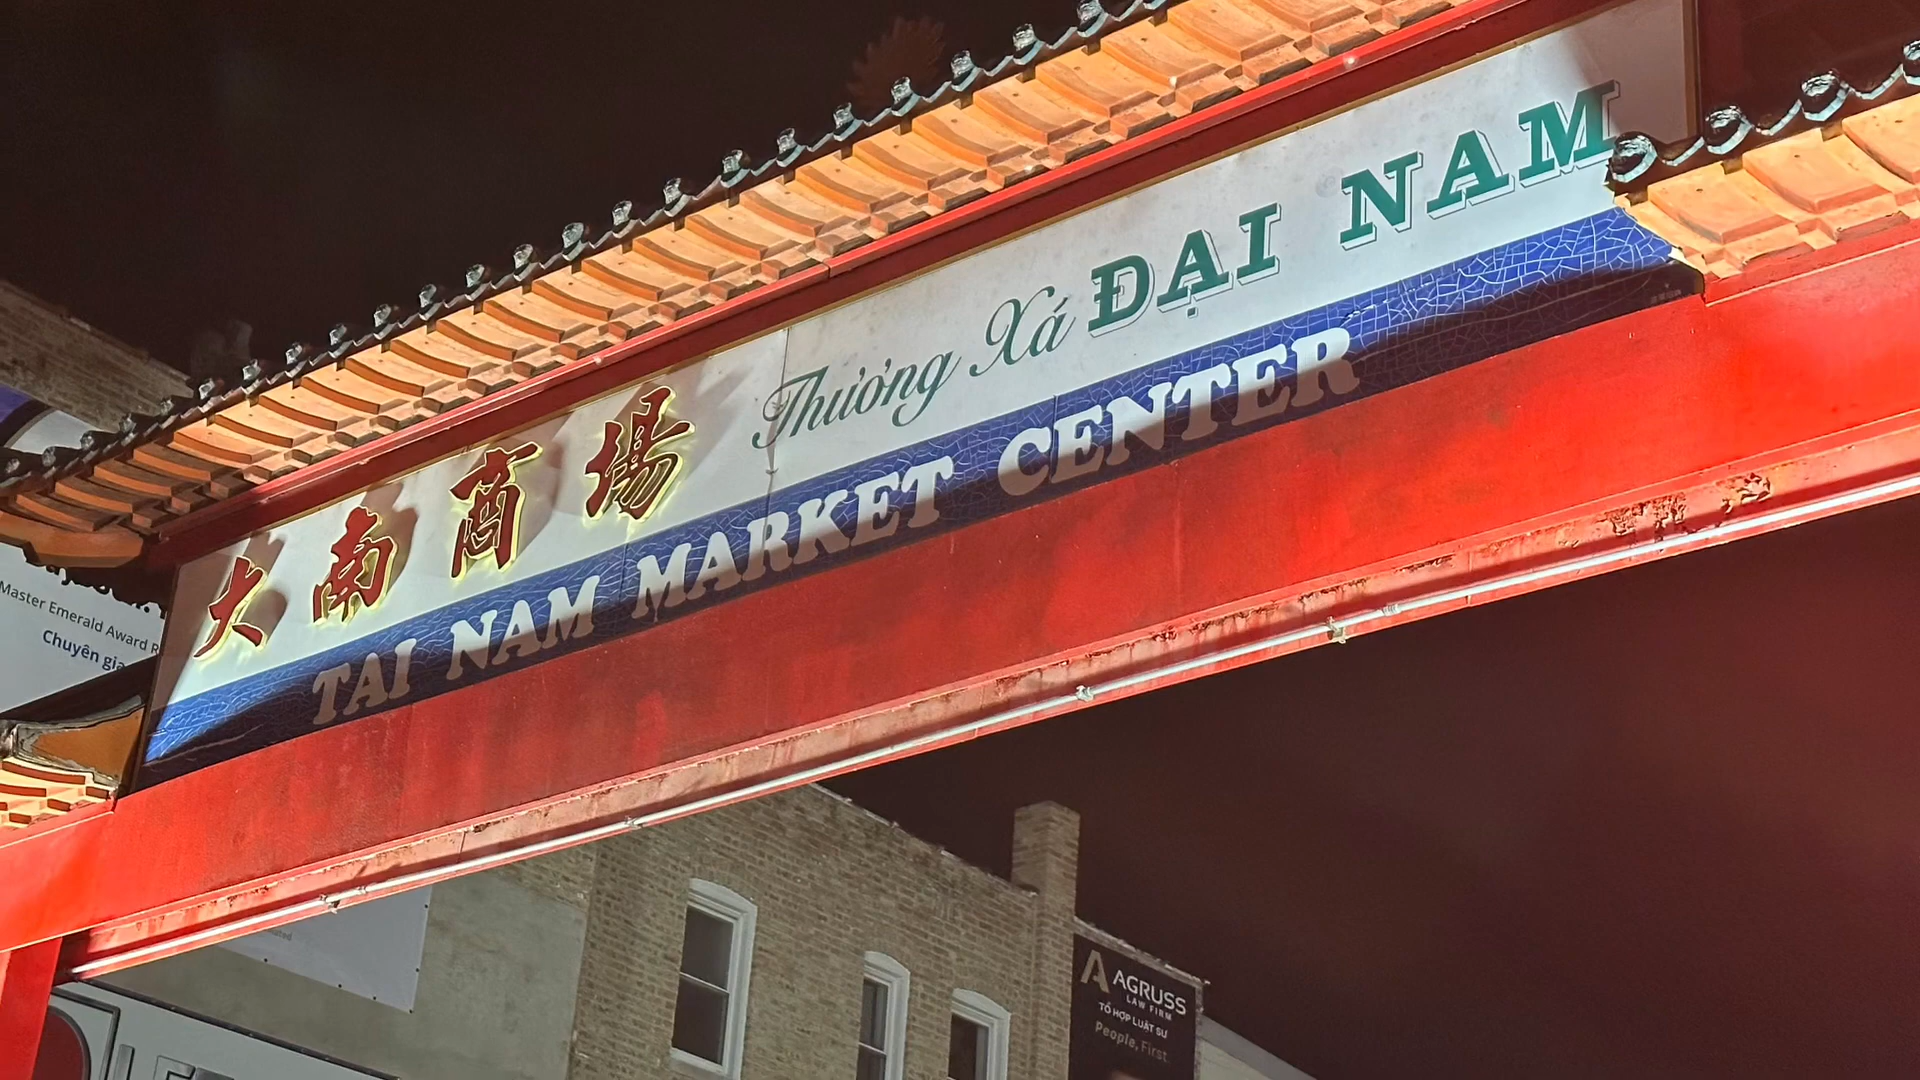 大南商場
Thương Xá ĐẠI NAM
TAI NAM MARKET CENTER
Master Emerald Award R
Chuyên gia
AGRUSS
LAW FIRM
TỔ HỢP LUẬT SƯ
People, First.